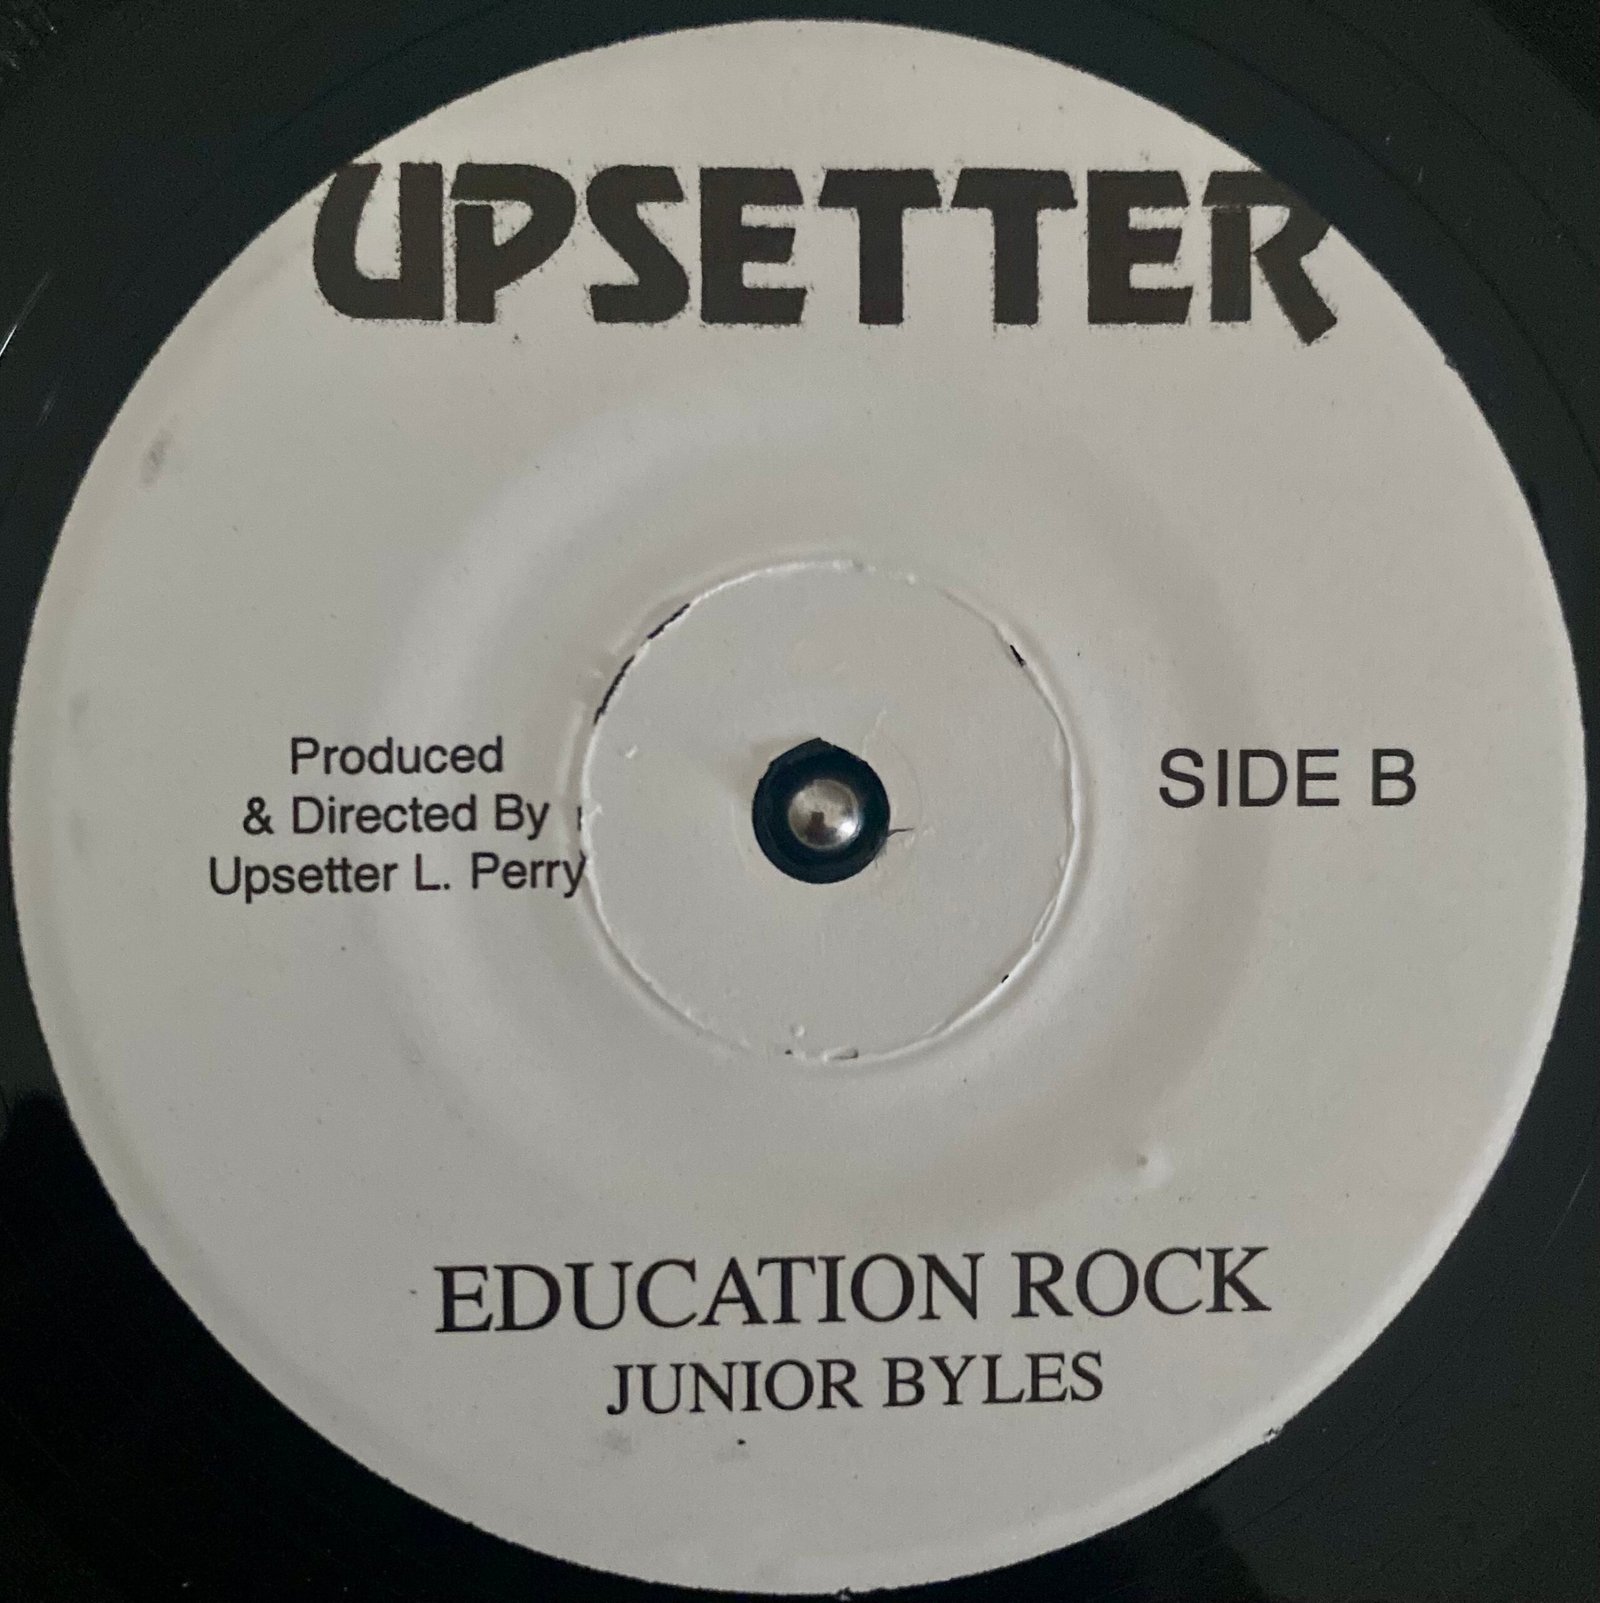 UPSETTER
Produced
& Directed By
Upsetter L. Perry
SIDE B
EDUCATION ROCK
JUNIOR BYLES